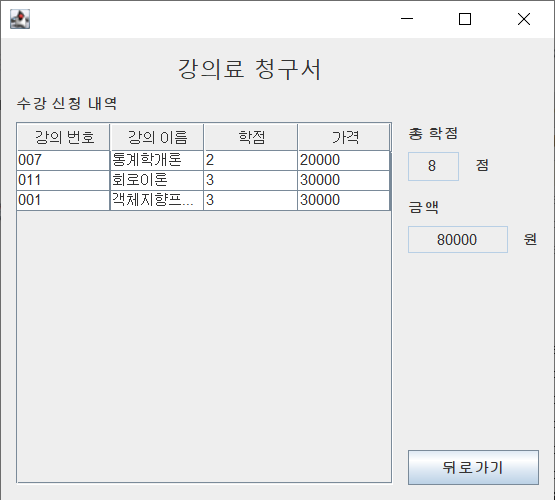 강의료 청구서
수강 신청 내역
강의 번호 강의 이름 학점 가격
007 통계학개론 2 20000
011 회로이론 3 30000
001 객체지향프... 3 30000
총 학점
8 점
금액
80000 원
뒤로가기